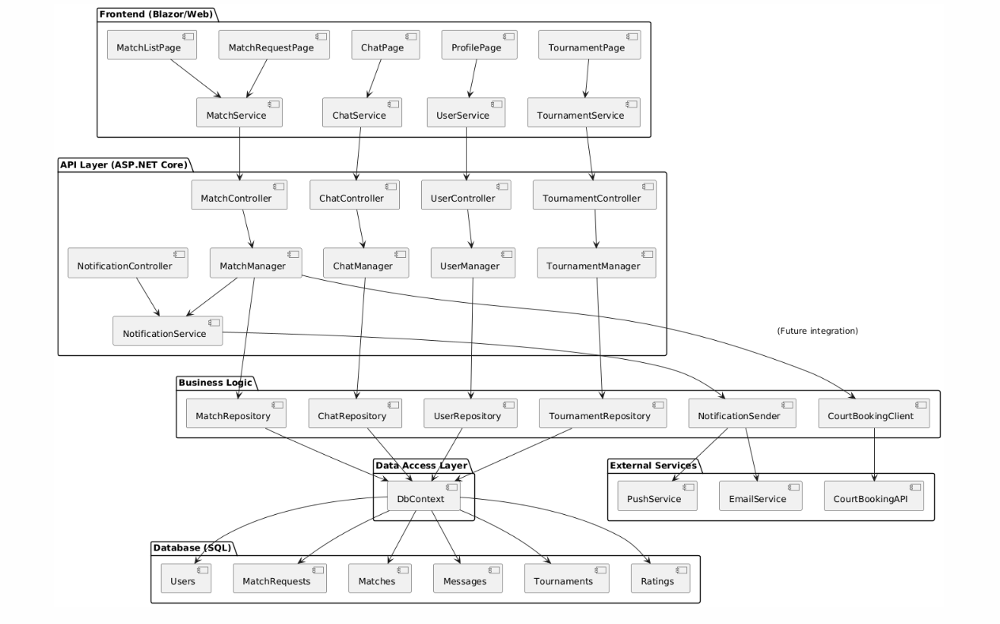 Frontend (Blazor/Web)
MatchListPage
MatchRequestPage
ChatPage
ProfilePage
TournamentPage
MatchService
ChatService
UserService
TournamentService
API Layer (ASP.NET Core)
MatchController
ChatController
UserController
TournamentController
NotificationController
MatchManager
ChatManager
UserManager
TournamentManager
NotificationService
(Future integration)
Business Logic
MatchRepository
ChatRepository
UserRepository
TournamentRepository
NotificationSender
CourtBookingClient
Data Access Layer
DbContext
External Services
PushService
EmailService
CourtBookingAPI
Database (SQL)
Users
MatchRequests
Matches
Messages
Tournaments
Ratings